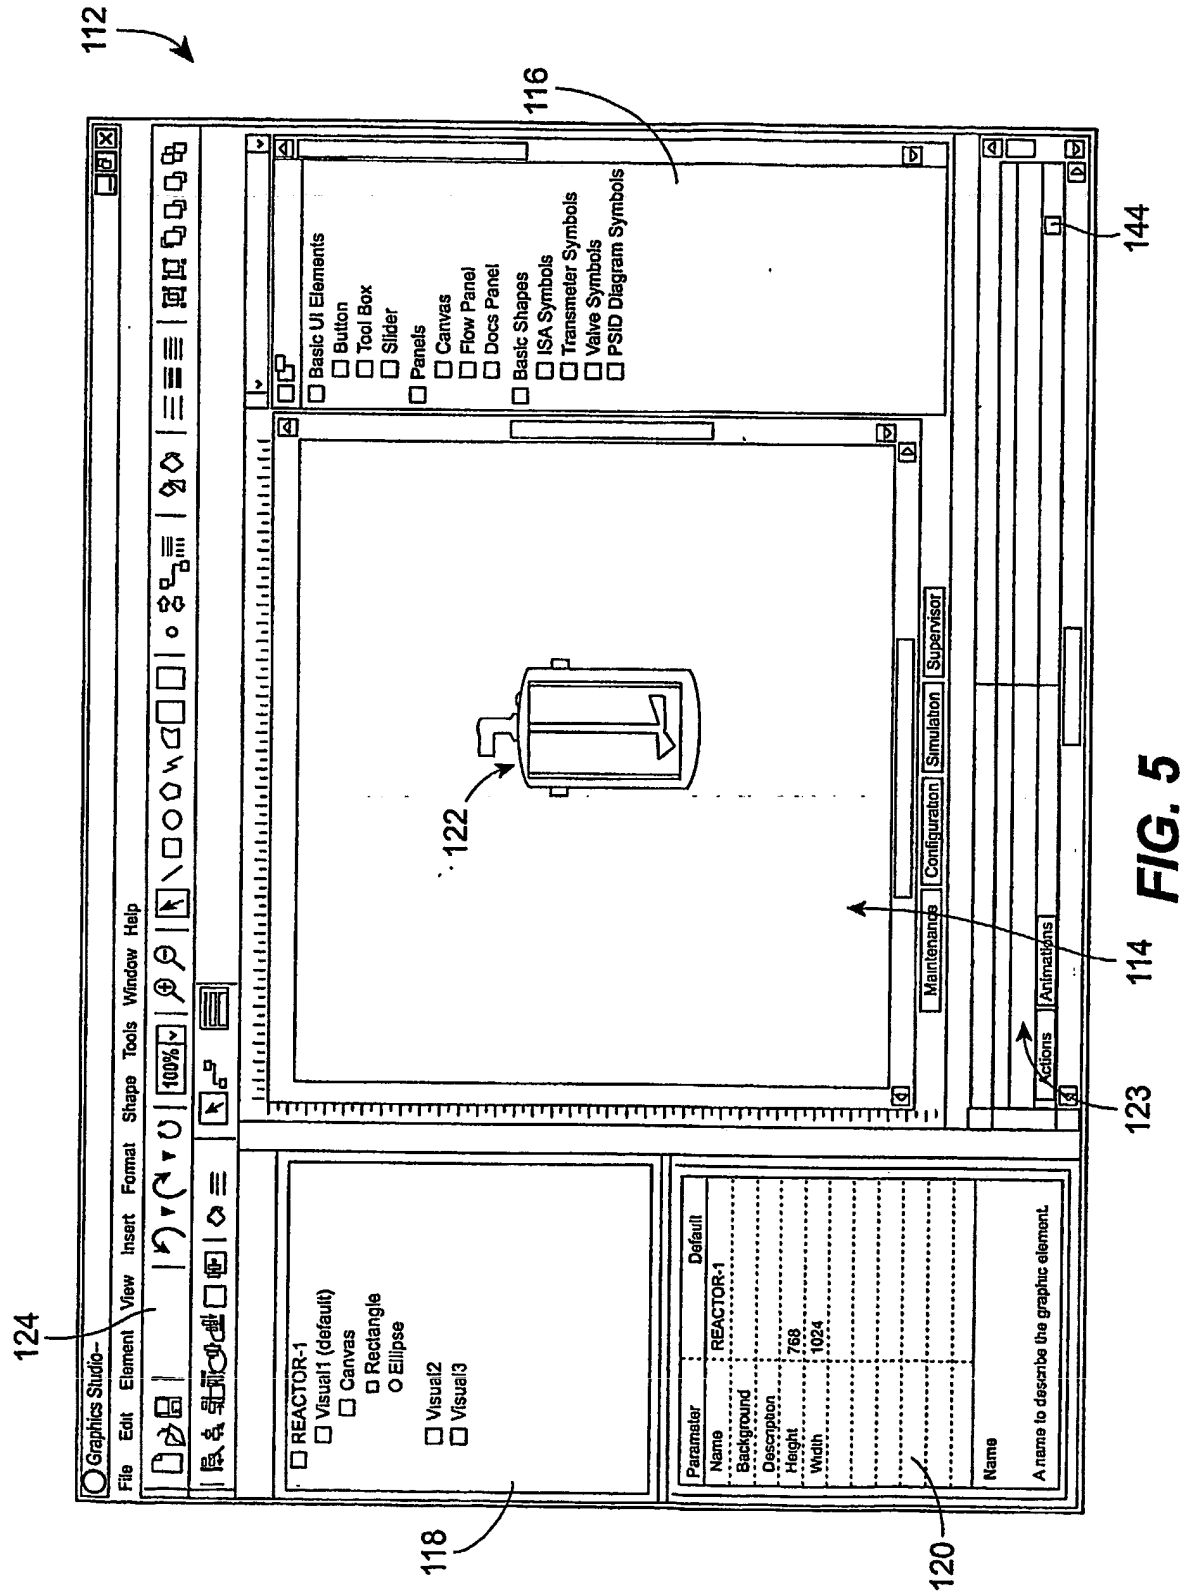 112
124
Graphics Studio--
File Edit Element View Insert Format Shape Tools Window Help
100%
REACTOR-1
Visual1 (default)
Canvas
Rectangle
Ellipse
Visual2
Visual3
118
Parameter Default
Name REACTOR-1
Background
Description
Height 768
Width 1024
Name
A name to describe the graphic element.
120
122
114
Maintenance Configuration Simulation Supervisor
Basic UI Elements
Button
Tool Box
Slider
Panels
Canvas
Flow Panel
Docs Panel
Basic Shapes
ISA Symbols
Transmeter Symbols
Valve Symbols
PSID Diagram Symbols
116
Actions Animations
123
144
FIG. 5